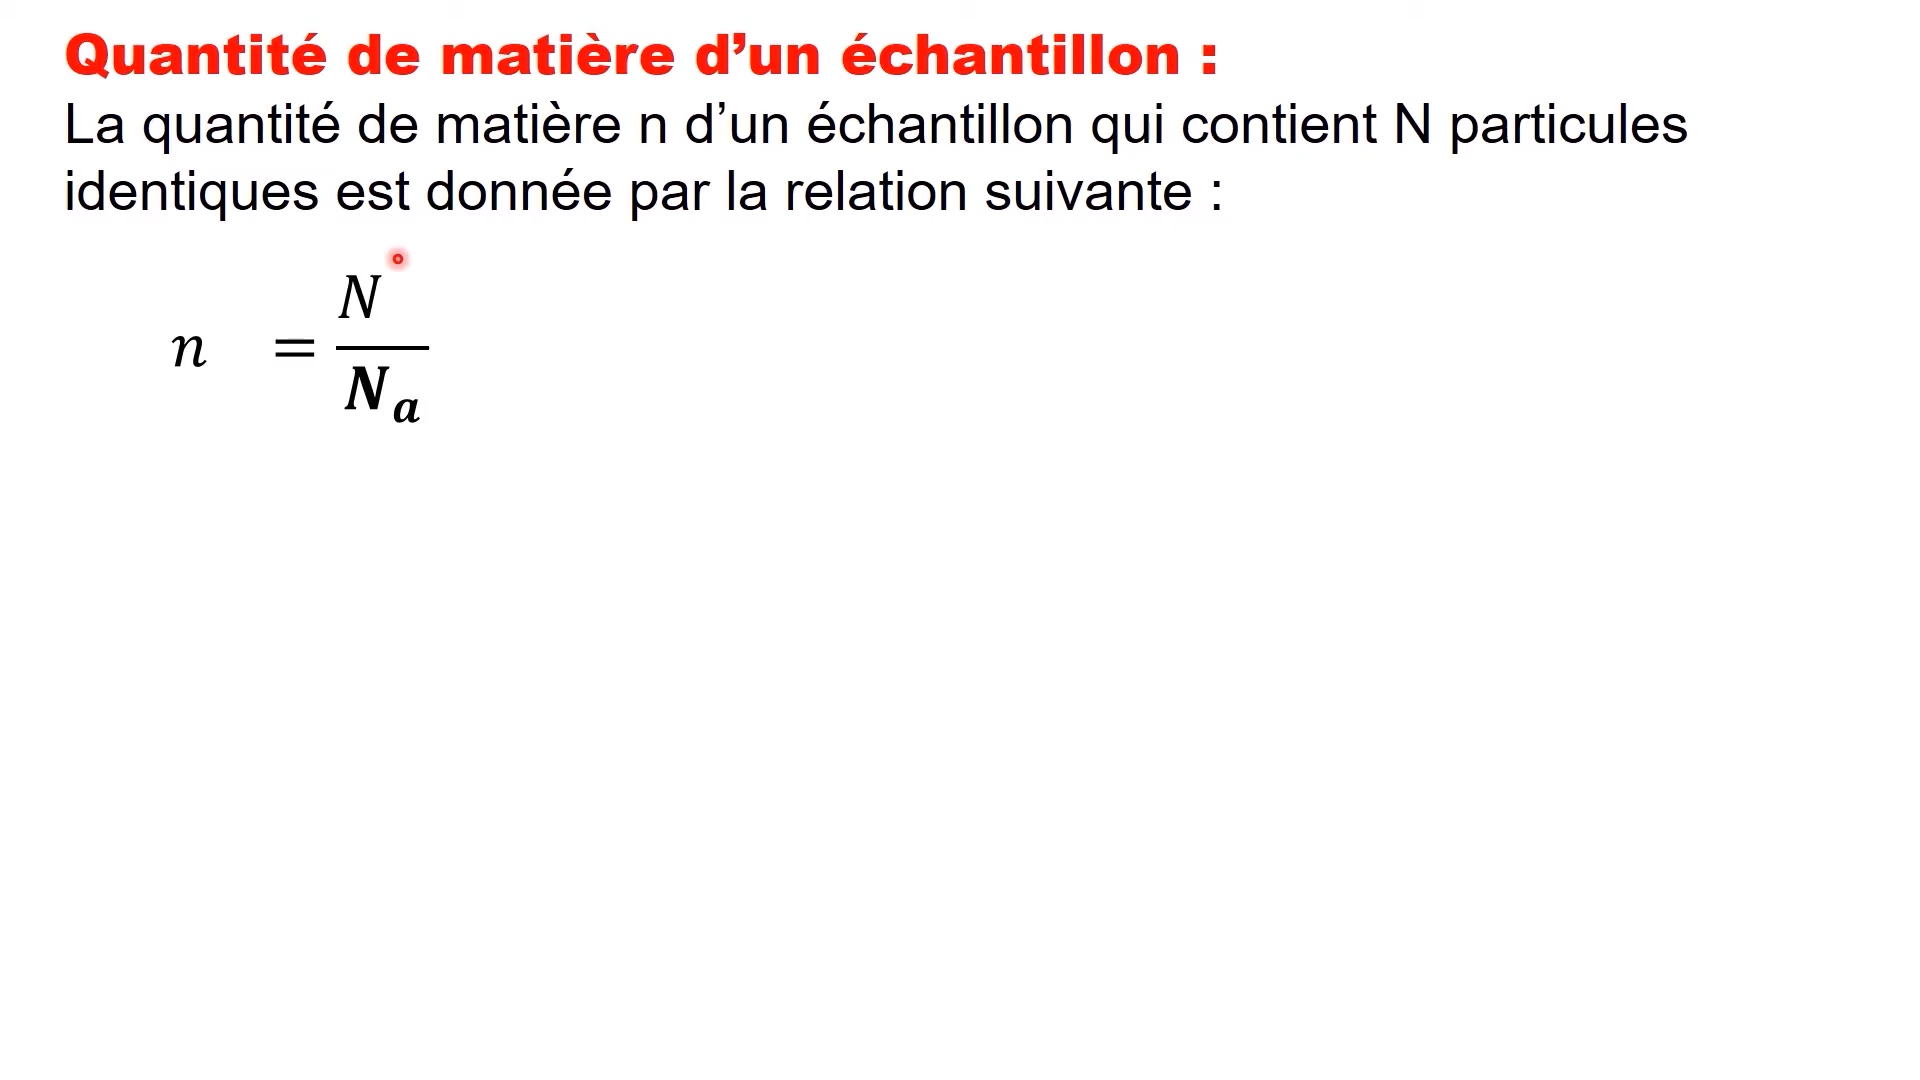 Quantité de matière d’un échantillon :
La quantité de matière n d’un échantillon qui contient N particules
identiques est donnée par la relation suivante :
n = N / Nₐ